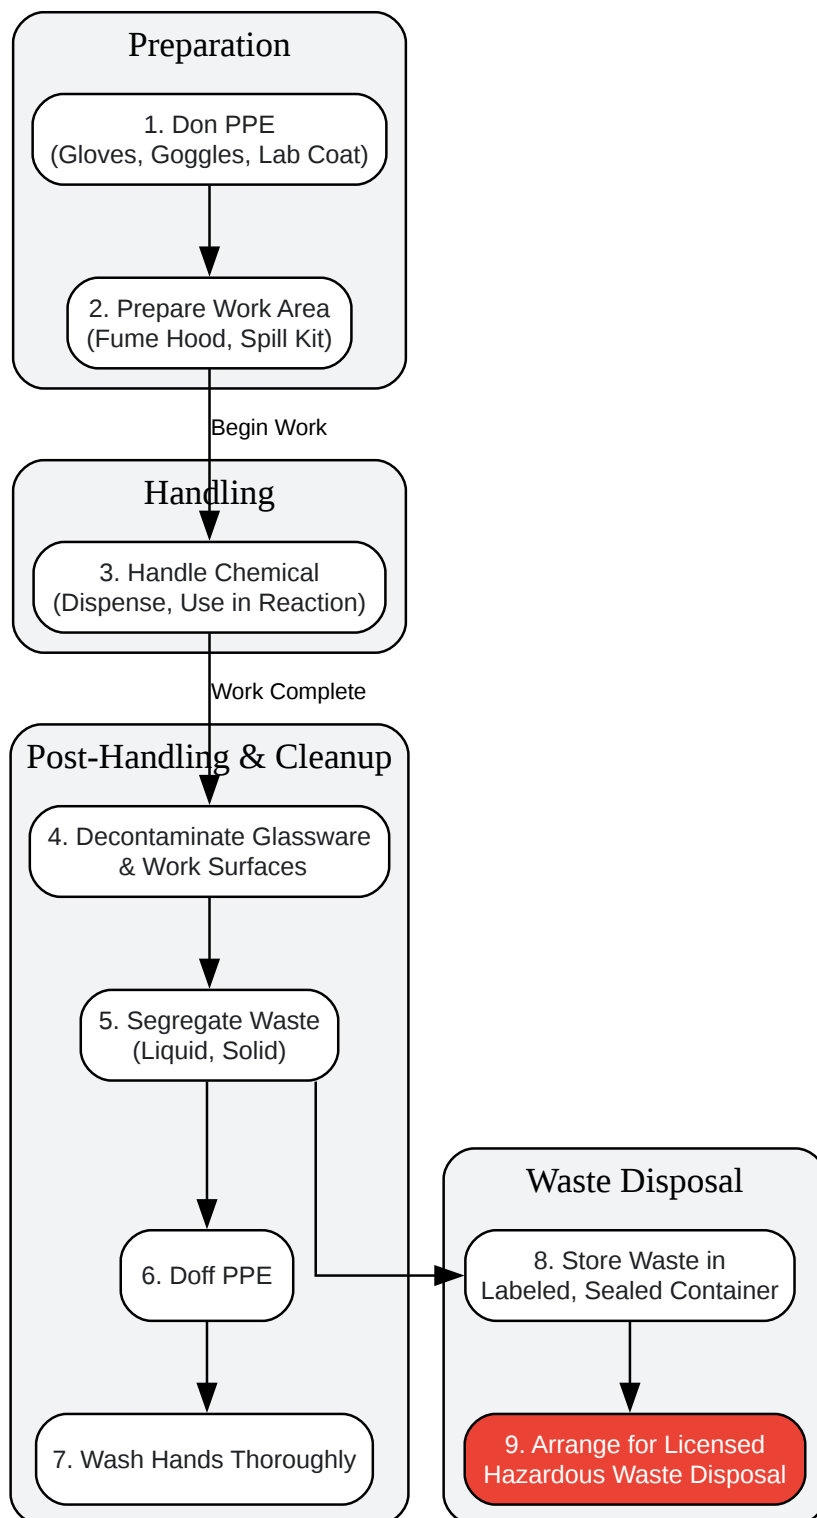 Preparation
1. Don PPE
(Gloves, Goggles, Lab Coat)
2. Prepare Work Area
(Fume Hood, Spill Kit)
Begin Work
Handling
3. Handle Chemical
(Dispense, Use in Reaction)
Work Complete
Post-Handling & Cleanup
4. Decontaminate Glassware
& Work Surfaces
5. Segregate Waste
(Liquid, Solid)
6. Doff PPE
7. Wash Hands Thoroughly
Waste Disposal
8. Store Waste in
Labeled, Sealed Container
9. Arrange for Licensed
Hazardous Waste Disposal